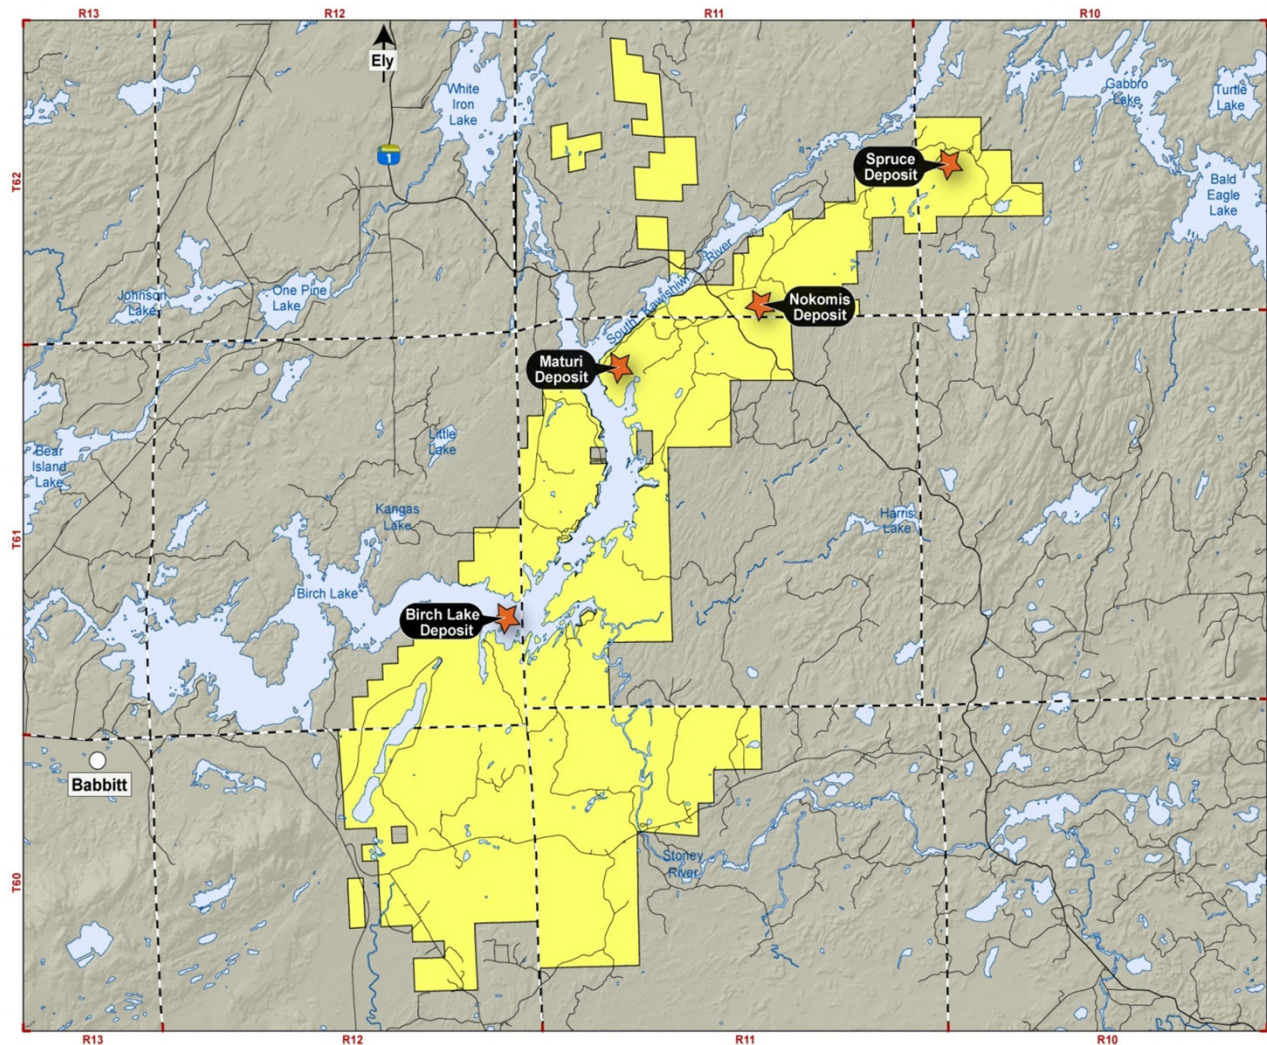 R13
R12
R11
R10
Ely
White
Iron
Lake
Gabbro
Lake
Turtle
Lake
1
T62
Spruce
Deposit
Bald
Eagle
Lake
South Kawishiwi River
Johnson
Lake
One Pine
Lake
Nokomis
Deposit
Maturi
Deposit
Bear
Island
Lake
Little
Lake
Kangas
Lake
Harris
Lake
T61
Birch Lake
Birch Lake
Deposit
Babbitt
Stoney
River
T60
R13
R12
R11
R10